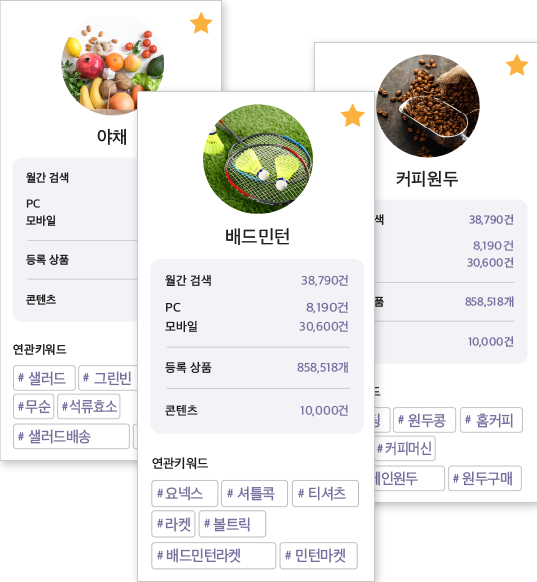 야채
월간 검색
PC
모바일
등록 상품
콘텐츠
연관키워드
# 샐러드 # 그린빈
#무순 #석류효소
# 샐러드배송
배드민턴
월간 검색 38,790건
PC 8,190건
모바일 30,600건
등록 상품 858,518개
콘텐츠 10,000건
연관키워드
#요넥스 # 셔틀콕 # 티셔츠
#라켓 # 볼트릭
#배드민턴라켓 # 민턴마켓
커피원두
색 38,790건
8,190건
30,600건
품 858,518개
10,000건
드
# 원두콩 # 홈커피
#커피머신
인원두 # 원두구매